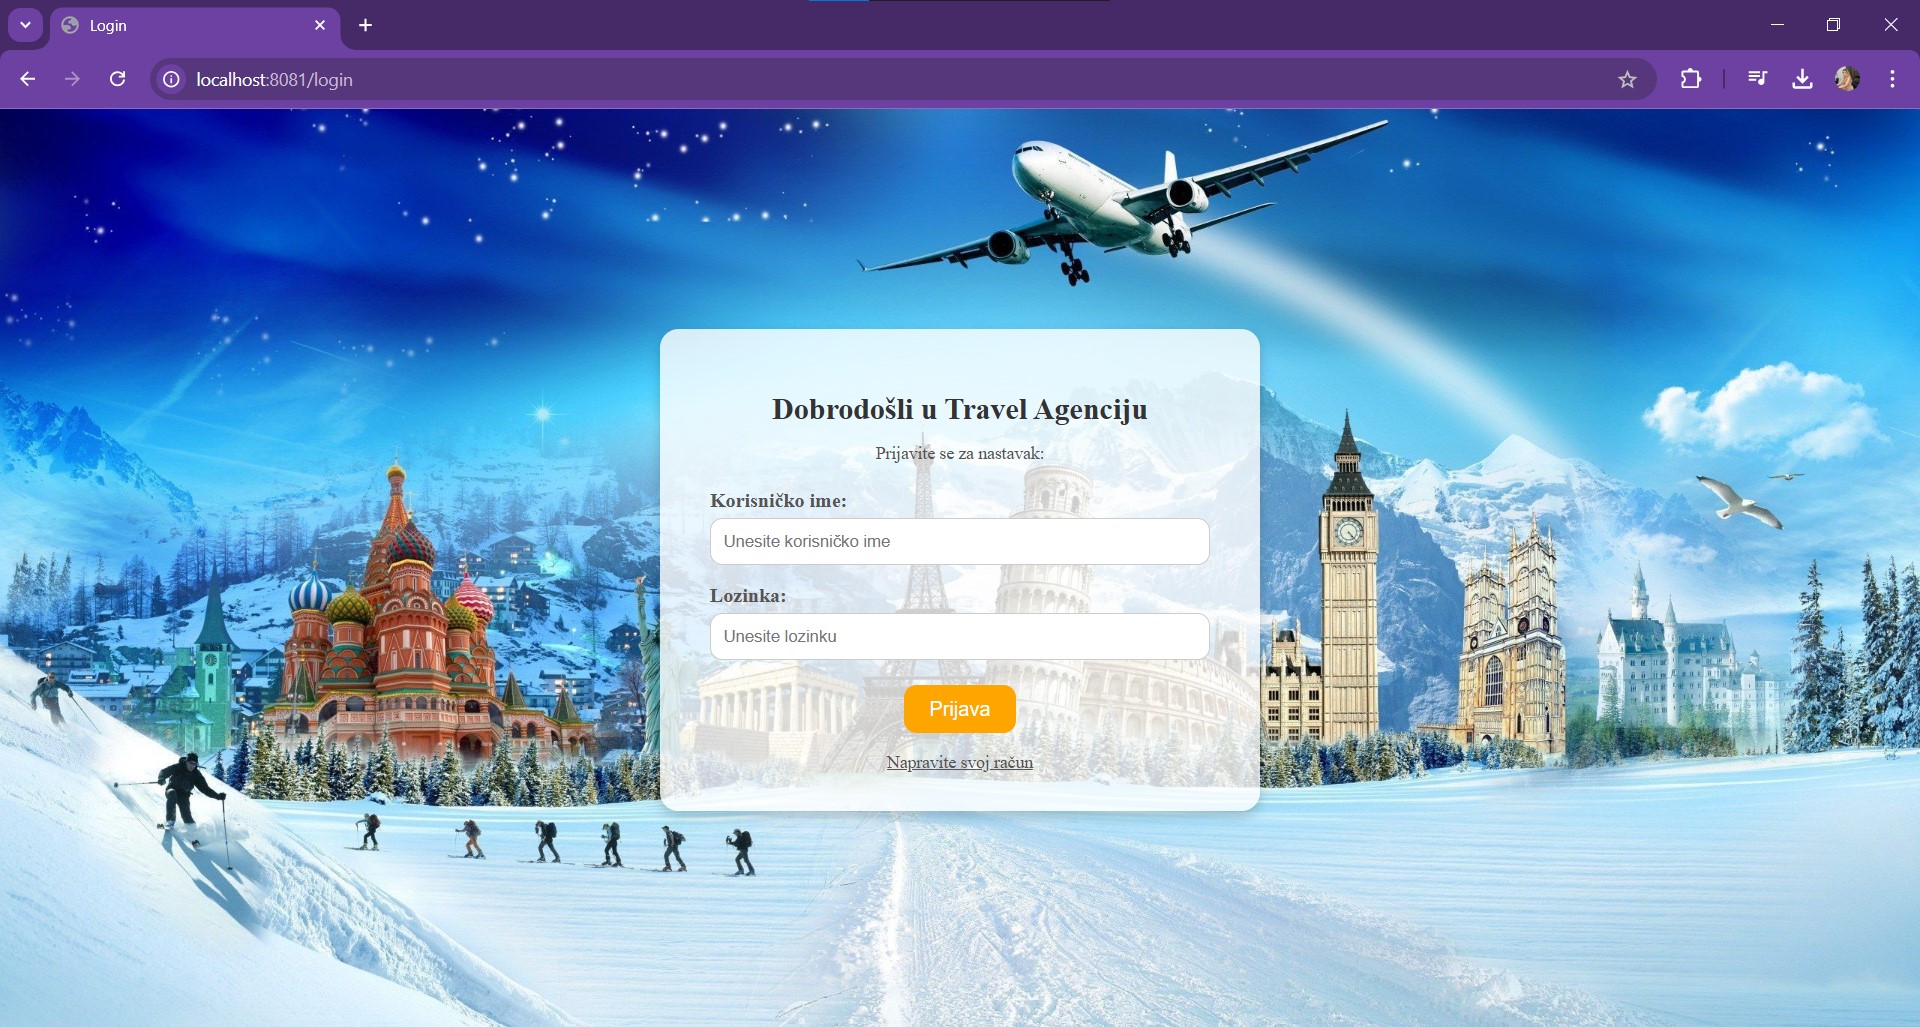 Login
localhost:8081/login
Dobrodošli u Travel Agenciju
Prijavite se za nastavak:
Korisničko ime:
Unesite korisničko ime
Lozinka:
Unesite lozinku
Prijava
Napravite svoj račun